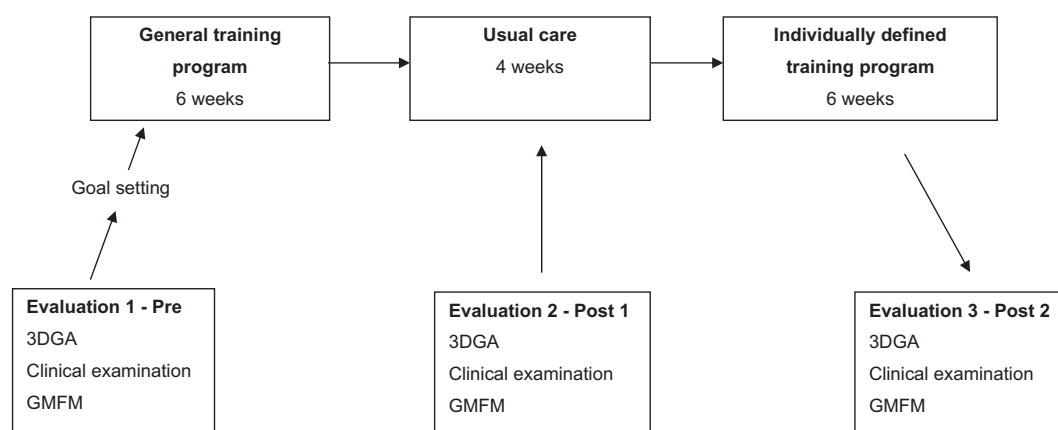 General training
program
6 weeks
Usual care
4 weeks
Individually defined
training program
6 weeks
Goal setting
Evaluation 1 - Pre
3DGA
Clinical examination
GMFM
Evaluation 2 - Post 1
3DGA
Clinical examination
GMFM
Evaluation 3 - Post 2
3DGA
Clinical examination
GMFM